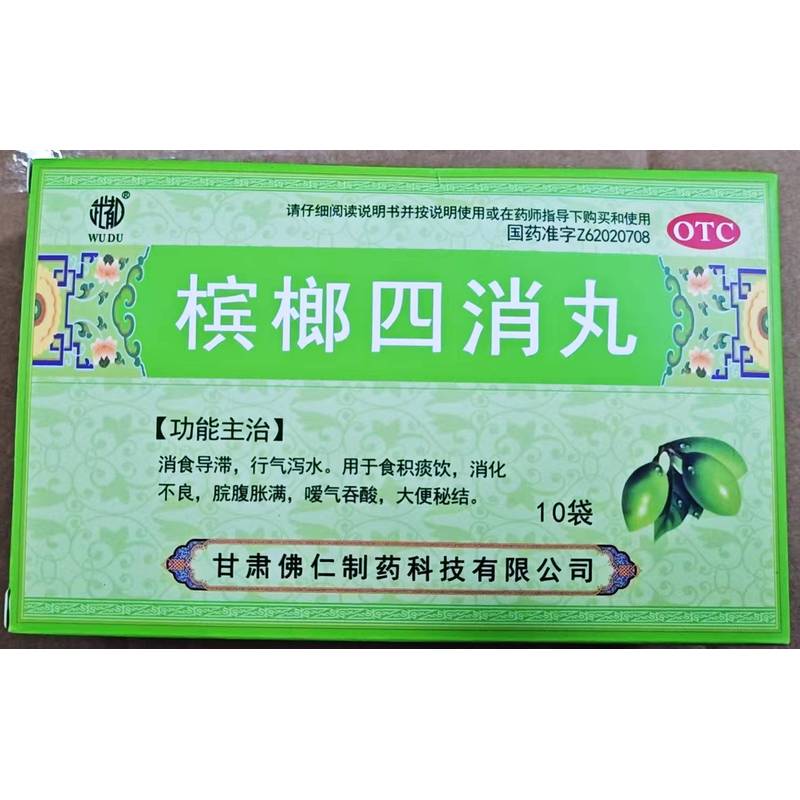 武都®
WUDU
请仔细阅读说明书并按说明使用或在药师指导下购买和使用
国药准字Z62020708
OTC
槟榔四消丸
【功能主治】
消食导滞，行气泻水。用于食积痰饮，消化
不良，脘腹胀满，嗳气吞酸，大便秘结。
10袋
甘肃佛仁制药科技有限公司